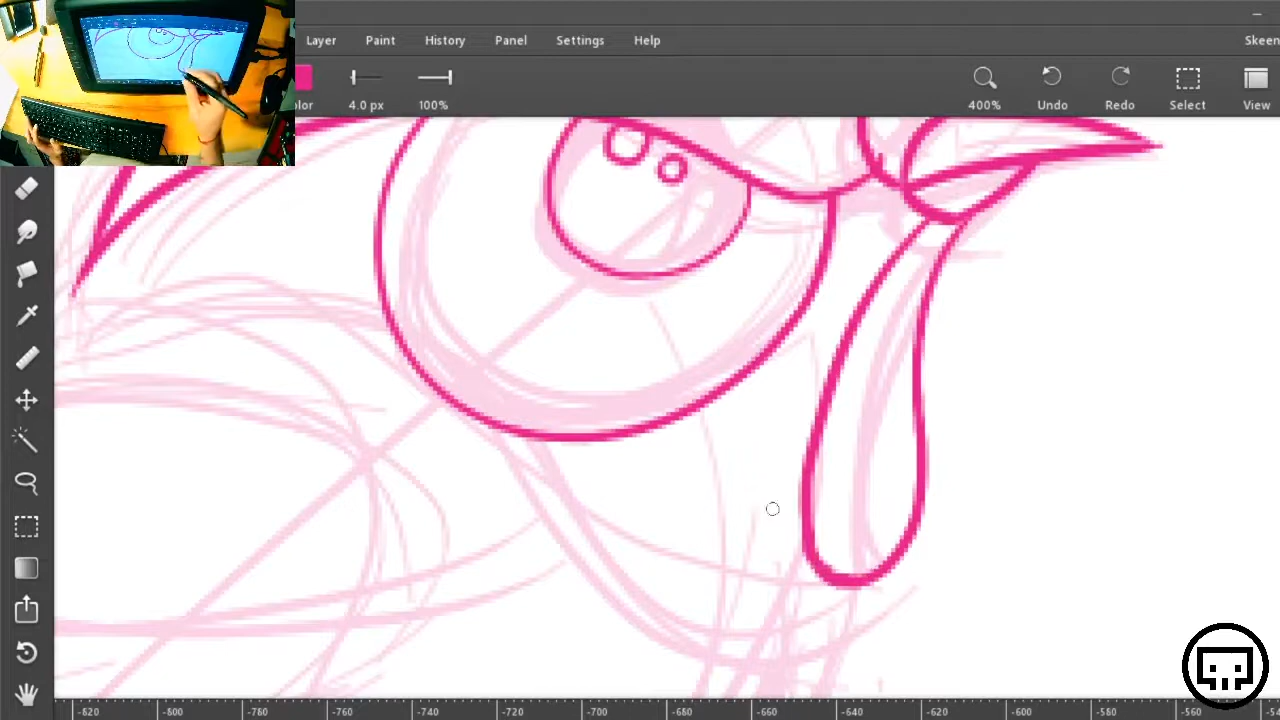 Layer Paint History Panel Settings Help Skeen
olor 4.0 px 100% 400% Undo Redo Select View
-820 -800 -780 -760 -740 -720 -700 -680 -660 -640 -620 -600 -580 -560 -54